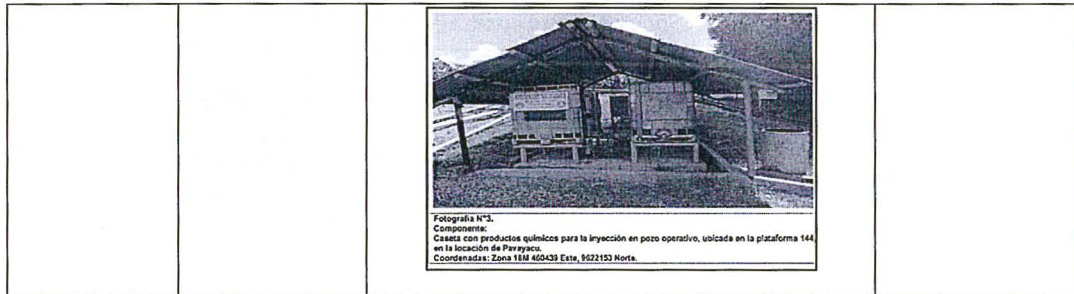 Fotografía N°3.
Componente:
Caseta con productos químicos para la inyección en pozo operativo, ubicada en la plataforma 144,
en la locación de Pavayacu.
Coordenadas: Zona 18M 460439 Este, 9622153 Norte.